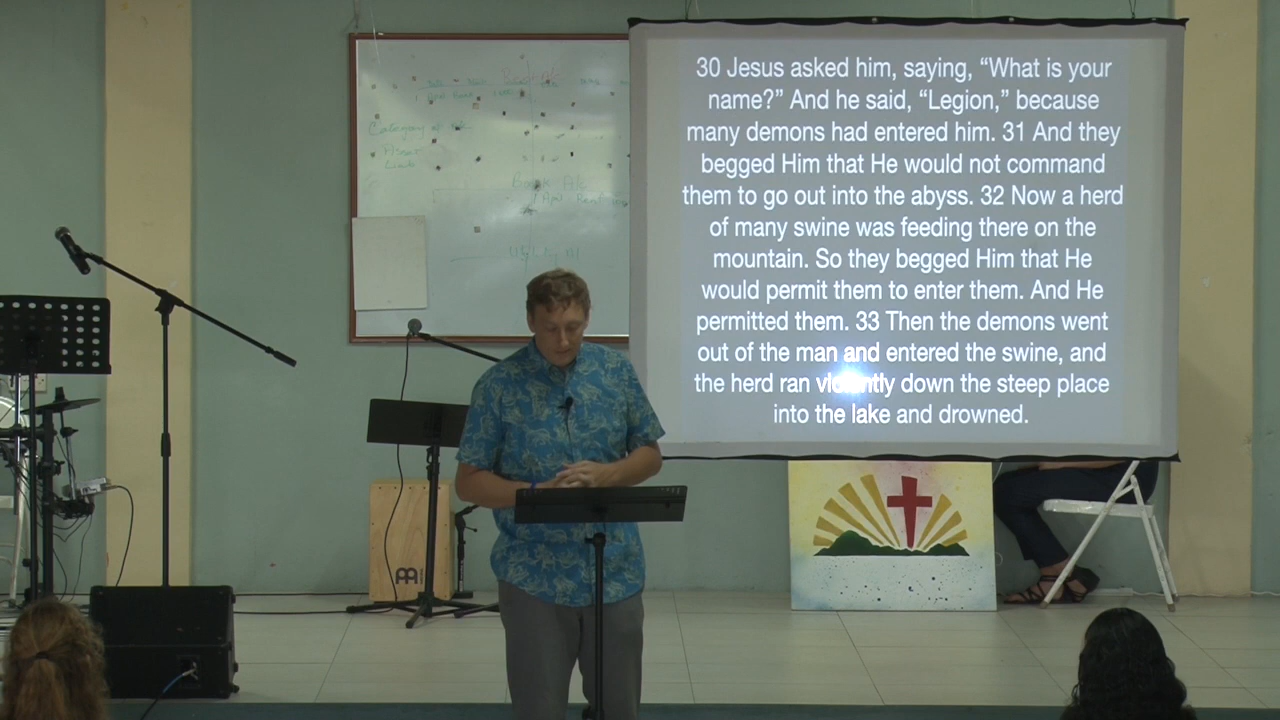 30 Jesus asked him, saying, “What is your
name?” And he said, “Legion,” because
many demons had entered him. 31 And they
begged Him that He would not command
them to go out into the abyss. 32 Now a herd
of many swine was feeding there on the
mountain. So they begged Him that He
would permit them to enter them. And He
permitted them. 33 Then the demons went
out of the man and entered the swine, and
the herd ran violently down the steep place
into the lake and drowned.
Category of